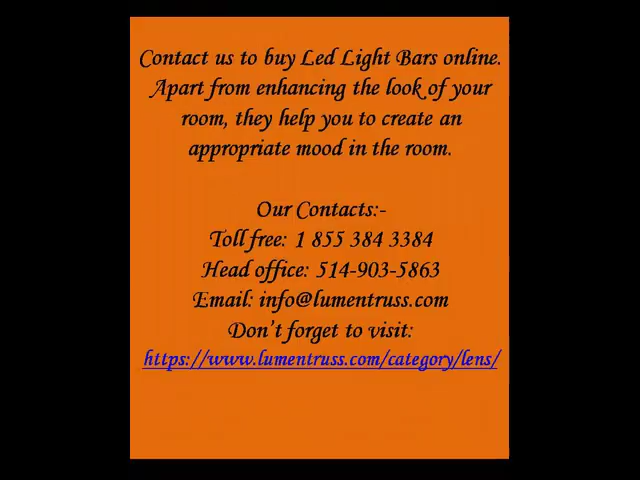 Contact us to buy Led Light Bars online.
Apart from enhancing the look of your
room, they help you to create an
appropriate mood in the room.
Our Contacts:-
Toll free: 1 855 384 3384
Head office: 514-903-5863
Email: info@lumentruss.com
Don't forget to visit:
https://www.lumentruss.com/category/lens/